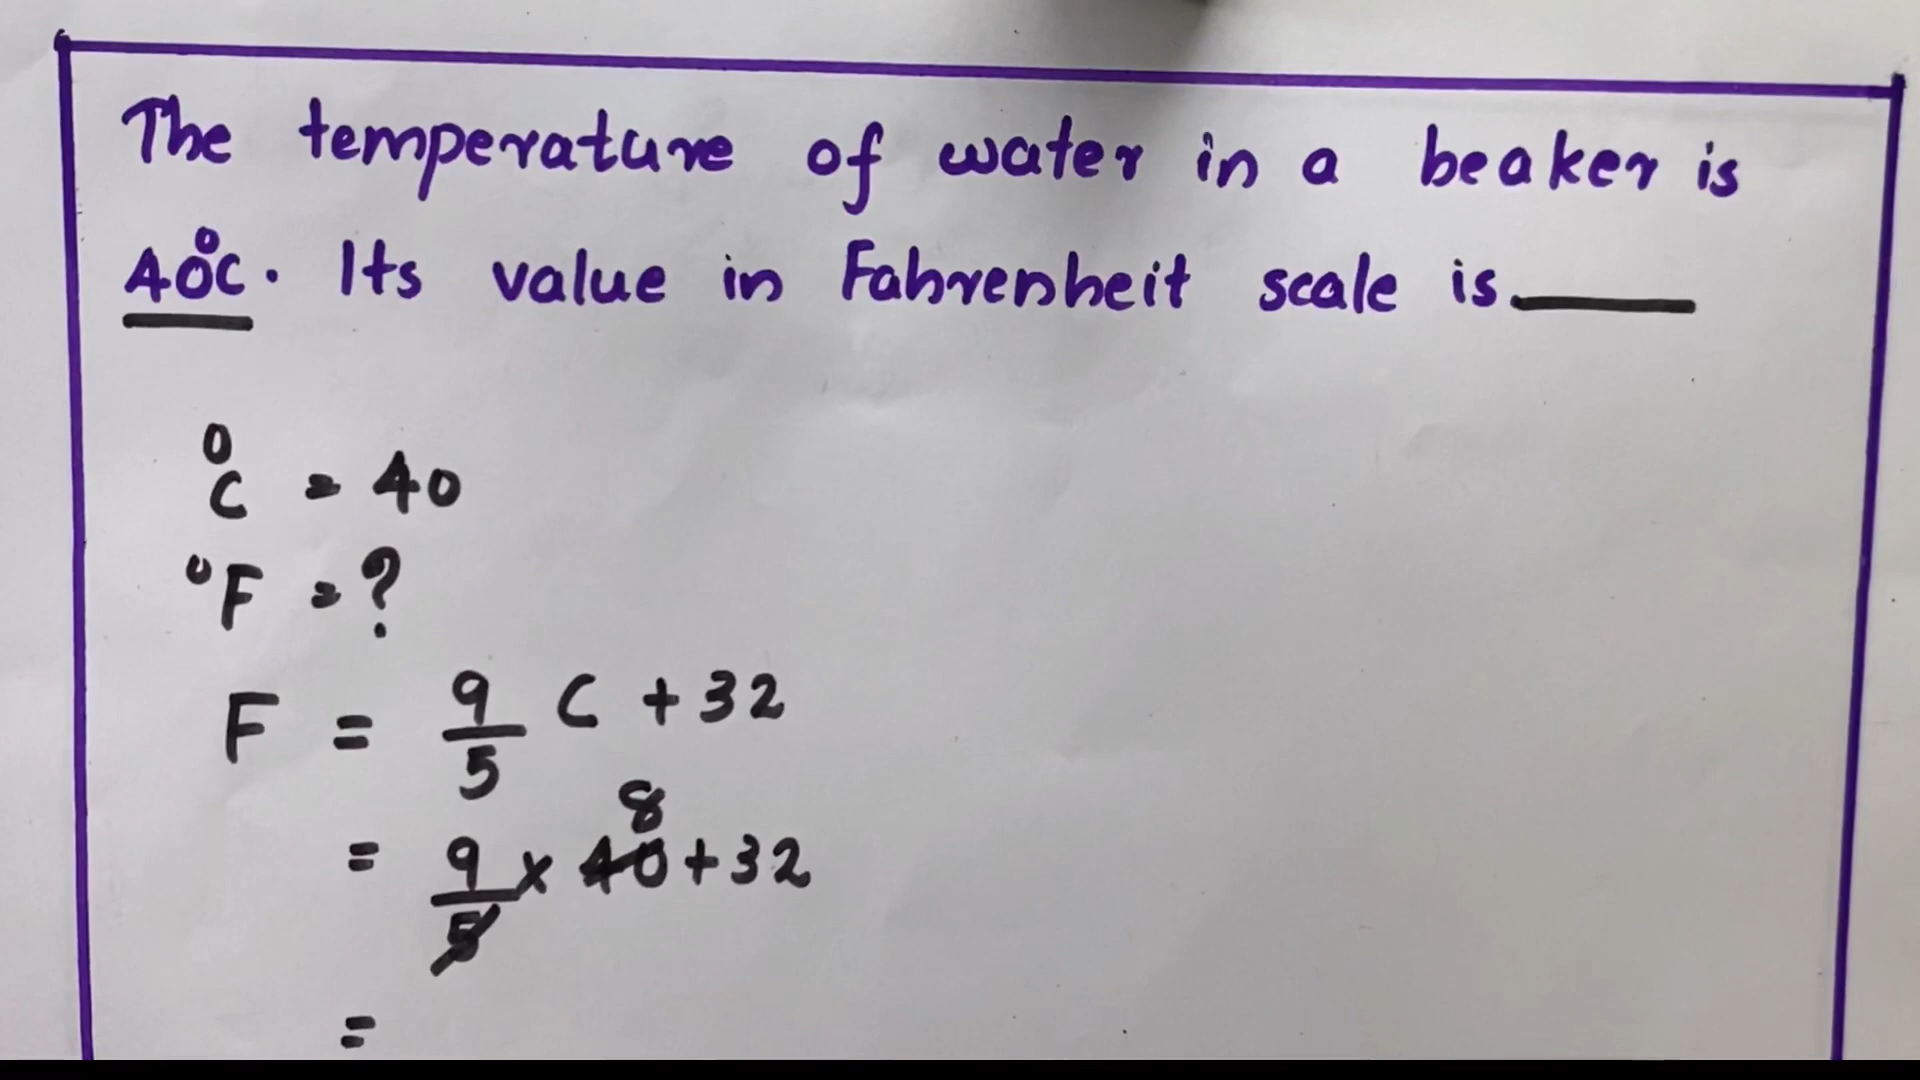 The temperature of water in a beaker is
40°C. Its value in Fahrenheit scale is ____
°C = 40
°F = ?
F = 9/5 C + 32
8
= 9/5 x 40 + 32
=